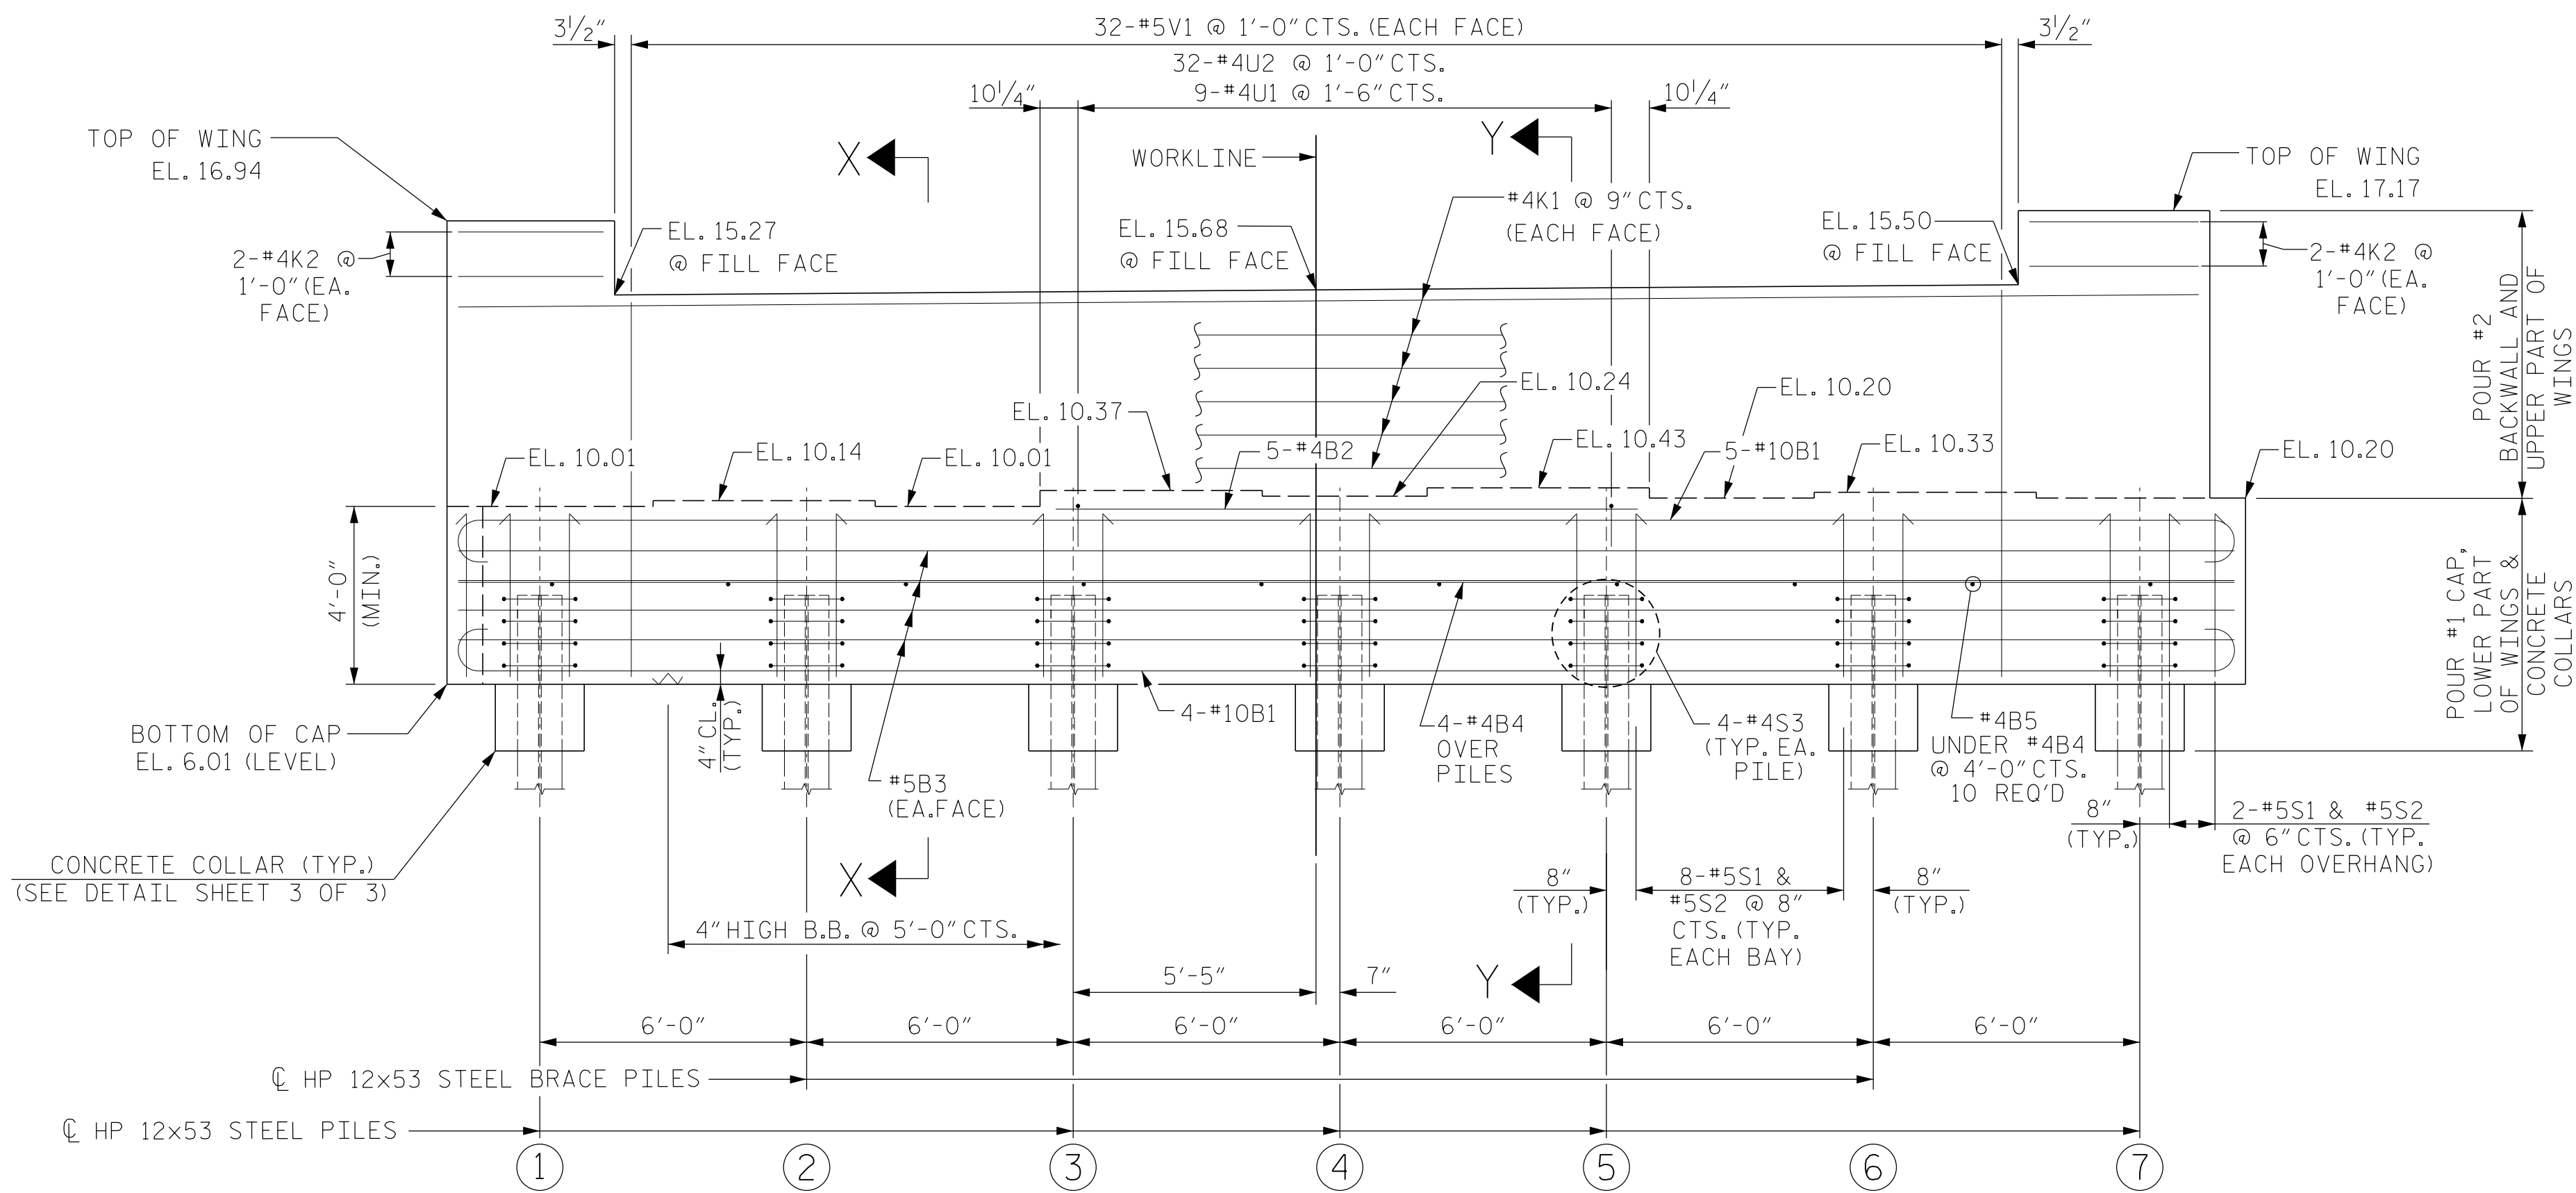 3½" 32-#5V1 @ 1'-0" CTS. (EACH FACE) 3½"
32-#4U2 @ 1'-0" CTS.
10¼" 9-#4U1 @ 1'-6" CTS. 10¼"
TOP OF WING
EL. 16.94
X
WORKLINE
Y
TOP OF WING
EL. 17.17
#4K1 @ 9" CTS.
(EACH FACE)
EL. 15.27
@ FILL FACE
EL. 15.68
@ FILL FACE
EL. 15.50
@ FILL FACE
2-#4K2 @
1'-0" (EA.
FACE)
2-#4K2 @
1'-0" (EA.
FACE)
POUR #2
BACKWALL AND
UPPER PART OF
WINGS
EL. 10.37
EL. 10.24
EL. 10.20
EL. 10.01
EL. 10.14
EL. 10.01
5-#4B2
EL. 10.43
5-#10B1
EL. 10.33
EL. 10.20
4'-0"
(MIN.)
POUR #1 CAP,
LOWER PART
OF WINGS &
CONCRETE
COLLARS
BOTTOM OF CAP
EL. 6.01 (LEVEL)
4" CL.
(TYP.)
#5B3
(EA.FACE)
4-#10B1
4-#4B4
OVER
PILES
4-#4S3
(TYP. EA.
PILE)
#4B5
UNDER #4B4
@ 4'-0" CTS.
10 REQ'D
8"
(TYP.)
2-#5S1 & #5S2
@ 6" CTS. (TYP.
EACH OVERHANG)
CONCRETE COLLAR (TYP.)
(SEE DETAIL SHEET 3 OF 3)
X
8"
(TYP.)
8-#5S1 &
#5S2 @ 8"
CTS. (TYP.
EACH BAY)
8"
(TYP.)
4" HIGH B.B. @ 5'-0" CTS.
5'-5" 7"
Y
6'-0" 6'-0" 6'-0" 6'-0" 6'-0" 6'-0"
℄ HP 12x53 STEEL BRACE PILES
℄ HP 12x53 STEEL PILES
1 2 3 4 5 6 7